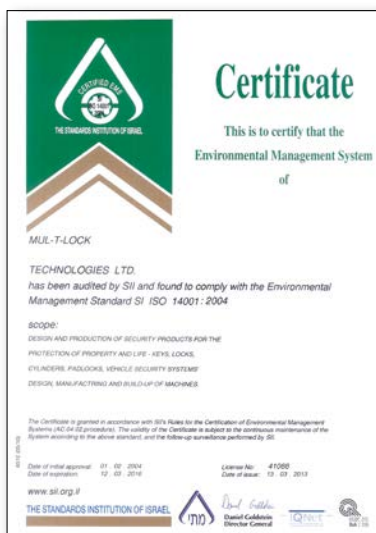 CERTIFIED EMS
ISO 14001
THE STANDARDS INSTITUTION OF ISRAEL
Certificate
This is to certify that the
Environmental Management System
of
MUL-T-LOCK
TECHNOLOGIES LTD.
has been audited by SII and found to comply with the Environmental
Management Standard SI ISO 14001:2004
scope:
DESIGN AND PRODUCTION OF SECURITY PRODUCTS FOR THE
PROTECTION OF PROPERTY AND LIFE - KEYS, LOCKS,
CYLINDERS, PADLOCKS, VEHICLE SECURITY SYSTEMS
DESIGN, MANUFACTRING AND BUILD-UP OF MACHINES.
The Certificate is granted in accordance with SII's Rules for the Certification of Environmental Management
Systems (AC-04-02 procedure). The validity of the Certificate is subject to the continuous maintenance of the
System according to the above standard, and the follow-up surveillance performed by SII.
Date of initial approval: 01 . 02 . 2004 License No: 41088
Date of expiration: 12 . 03 . 2016 Date of issue: 13 . 03 . 2013
www.sii.org.il
THE STANDARDS INSTITUTION OF ISRAEL
מתי
Daniel Goldstein
Director General
IQNet